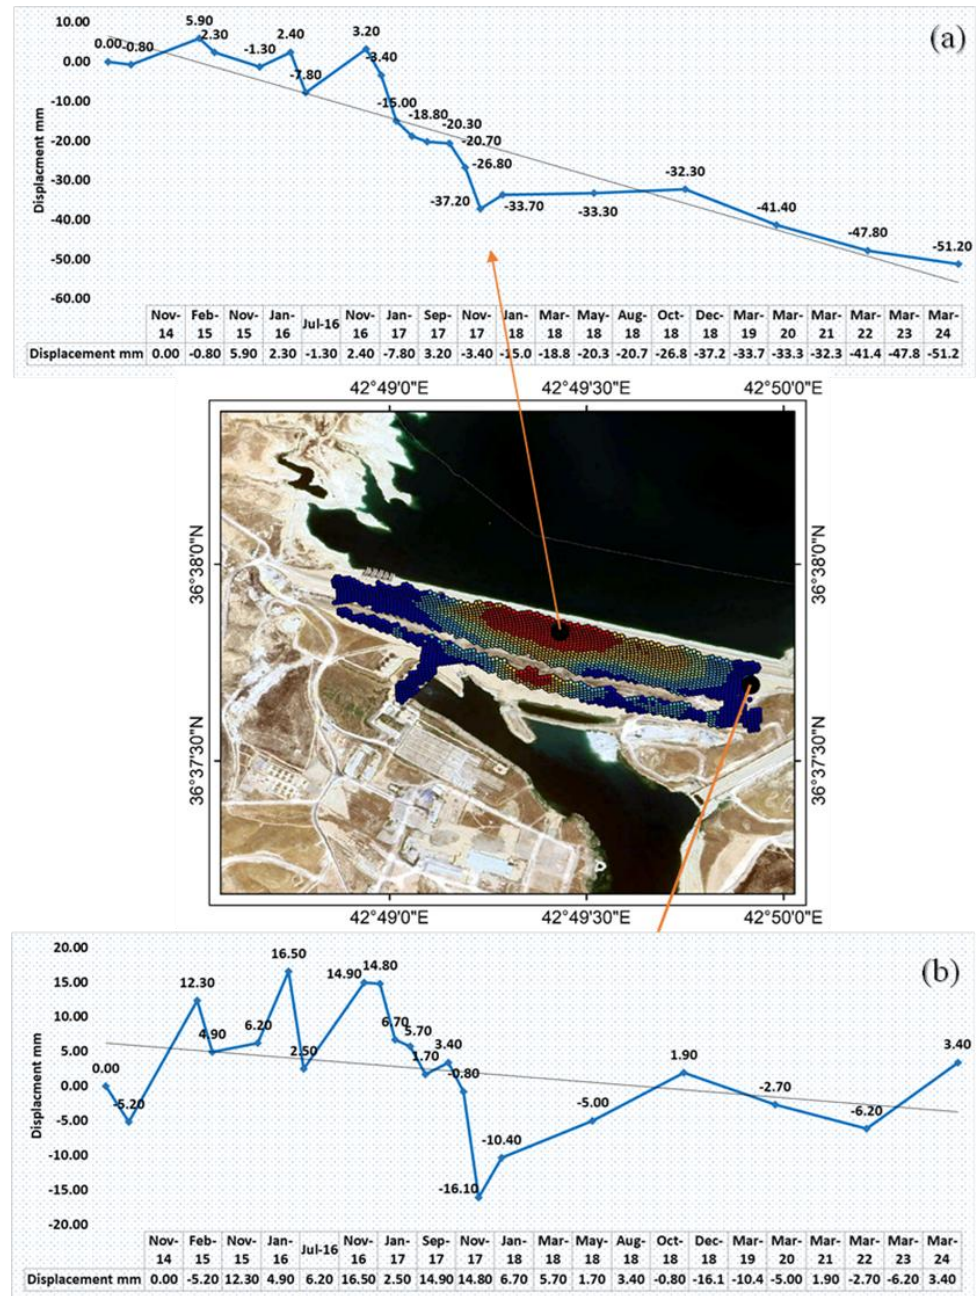 (a)
10.00
0.00
-10.00
-20.00
-30.00
-40.00
-50.00
-60.00
Displacment mm
0.00 -0.80 5.90 2.30 -1.30 2.40 -7.80 3.20 -3.40 -15.00 -18.80 -20.30 -20.70 -26.80 -37.20 -33.70 -33.30 -32.30 -41.40 -47.80 -51.20
Nov-14 Feb-15 Nov-15 Jan-16 Jul-16 Nov-16 Jan-17 Sep-17 Nov-17 Jan-18 Mar-18 May-18 Aug-18 Oct-18 Dec-18 Mar-19 Mar-20 Mar-21 Mar-22 Mar-23 Mar-24
Displacement mm 0.00 -0.80 5.90 2.30 -1.30 2.40 -7.80 3.20 -3.40 -15.0 -18.8 -20.3 -20.7 -26.8 -37.2 -33.7 -33.3 -32.3 -41.4 -47.8 -51.2
42°49'0"E 42°49'30"E 42°50'0"E
36°38'0"N 36°38'0"N
36°37'30"N 36°37'30"N
42°49'0"E 42°49'30"E 42°50'0"E
(b)
20.00
15.00
10.00
5.00
0.00
-5.00
-10.00
-15.00
-20.00
Displacment mm
0.00 -5.20 12.30 4.90 6.20 16.50 2.50 14.90 14.80 6.70 5.70 1.70 3.40 -0.80 -16.10 -10.40 -5.00 1.90 -2.70 -6.20 3.40
Nov-14 Feb-15 Nov-15 Jan-16 Jul-16 Nov-16 Jan-17 Sep-17 Nov-17 Jan-18 Mar-18 May-18 Aug-18 Oct-18 Dec-18 Mar-19 Mar-20 Mar-21 Mar-22 Mar-23 Mar-24
Displacement mm 0.00 -5.20 12.30 4.90 6.20 16.50 2.50 14.90 14.80 6.70 5.70 1.70 3.40 -0.80 -16.1 -10.4 -5.00 1.90 -2.70 -6.20 3.40